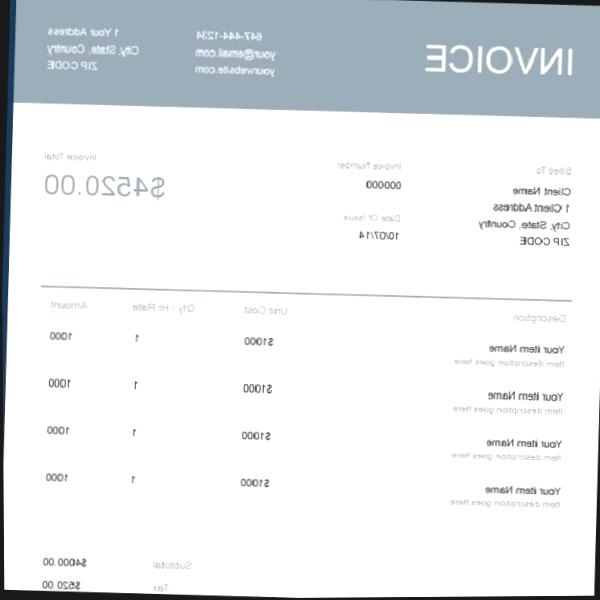 INVOICE
647-444-1234
your@email.com
yourwebsite.com
1 Your Address
City, State, Country
ZIP CODE
Billed To
Client Name
1 Client Address
City, State, Country
ZIP CODE
Invoice Number
000000
Date Of Issue
10/07/14
Invoice Total
$4520.00
Description Unit Cost Qty / Hr Rate Amount
Your item Name $1000 1 1000
Item description goes here
Your item Name $1000 1 1000
Item description goes here
Your item Name $1000 1 1000
Item description goes here
Your item Name $1000 1 1000
Item description goes here
Subtotal $4000.00
Tax $520.00